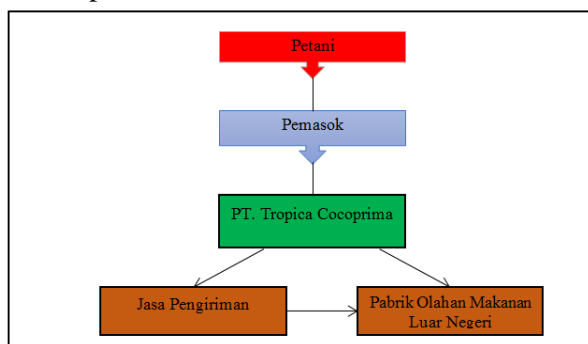 Petani
Pemasok
PT. Tropica Cocoprima
Jasa Pengiriman
Pabrik Olahan Makanan
Luar Negeri